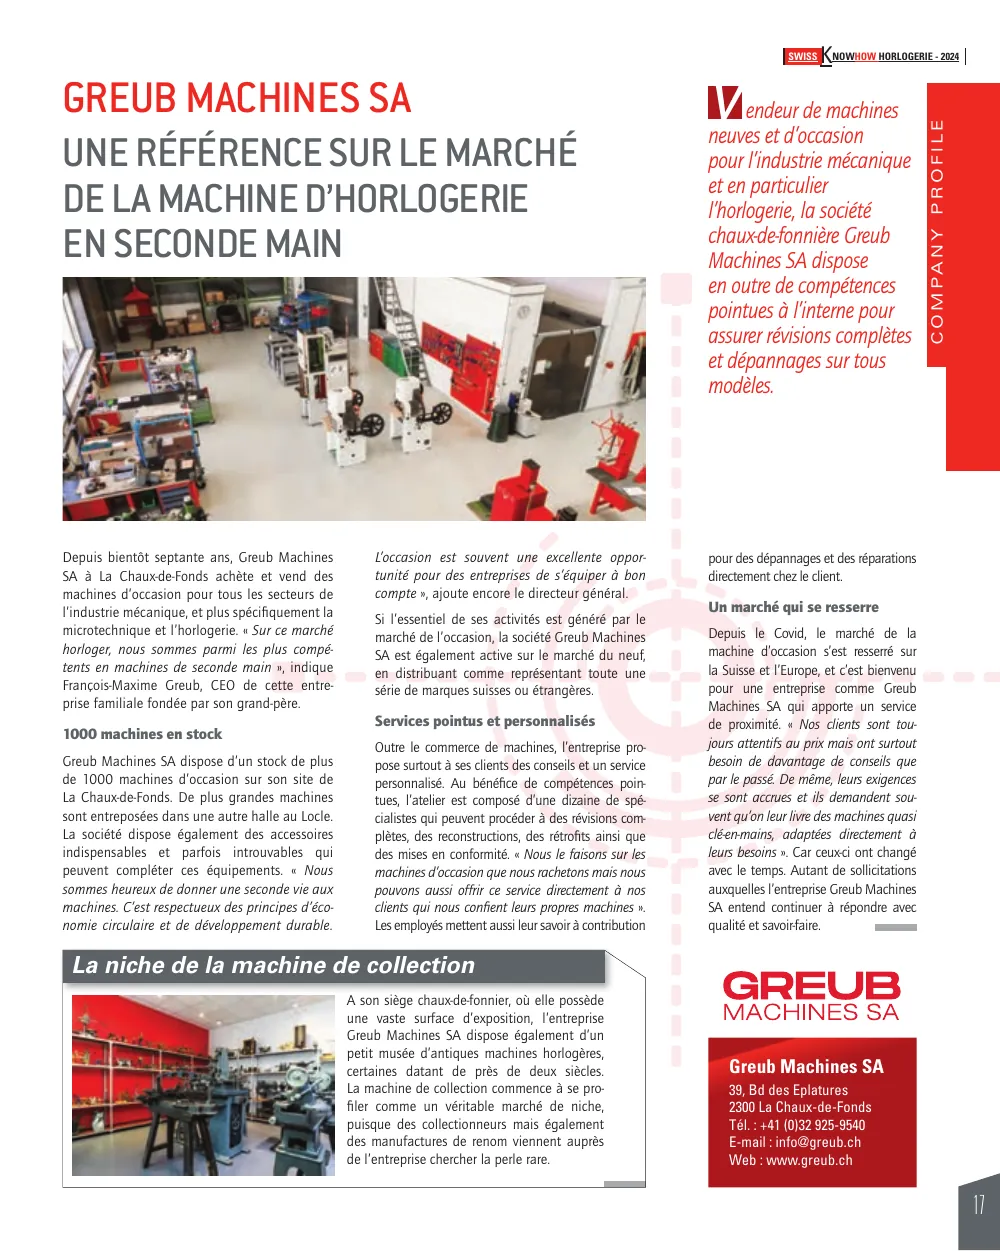 SWISS KNOWHOW HORLOGERIE - 2024
GREUB MACHINES SA
UNE RÉFÉRENCE SUR LE MARCHÉ
DE LA MACHINE D'HORLOGERIE
EN SECONDE MAIN
Vendeur de machines
neuves et d'occasion
pour l'industrie mécanique
et en particulier
l'horlogerie, la société
chaux-de-fonnière Greub
Machines SA dispose
en outre de compétences
pointues à l'interne pour
assurer révisions complètes
et dépannages sur tous
modèles.
COMPANY PROFILE
Depuis bientôt septante ans, Greub Machines
SA à La Chaux-de-Fonds achète et vend des
machines d'occasion pour tous les secteurs de
l'industrie mécanique, et plus spécifiquement la
microtechnique et l'horlogerie. « Sur ce marché
horloger, nous sommes parmi les plus compé-
tents en machines de seconde main », indique
François-Maxime Greub, CEO de cette entre-
prise familiale fondée par son grand-père.
1000 machines en stock
Greub Machines SA dispose d'un stock de plus
de 1000 machines d'occasion sur son site de
La Chaux-de-Fonds. De plus grandes machines
sont entreposées dans une autre halle au Locle.
La société dispose également des accessoires
indispensables et parfois introuvables qui
peuvent compléter ces équipements. « Nous
sommes heureux de donner une seconde vie aux
machines. C'est respectueux des principes d'éco-
nomie circulaire et de développement durable.
L'occasion est souvent une excellente oppor-
tunité pour des entreprises de s'équiper à bon
compte », ajoute encore le directeur général.
Si l'essentiel de ses activités est généré par le
marché de l'occasion, la société Greub Machines
SA est également active sur le marché du neuf,
en distribuant comme représentant toute une
série de marques suisses ou étrangères.
Services pointus et personnalisés
Outre le commerce de machines, l'entreprise pro-
pose surtout à ses clients des conseils et un service
personnalisé. Au bénéfice de compétences poin-
tues, l'atelier est composé d'une dizaine de spé-
cialistes qui peuvent procéder à des révisions com-
plètes, des reconstructions, des rétrofits ainsi que
des mises en conformité. « Nous le faisons sur les
machines d'occasion que nous rachetons mais nous
pouvons aussi offrir ce service directement à nos
clients qui nous confient leurs propres machines ».
Les employés mettent aussi leur savoir à contribution
pour des dépannages et des réparations
directement chez le client.
Un marché qui se resserre
Depuis le Covid, le marché de la
machine d'occasion s'est resserré sur
la Suisse et l'Europe, et c'est bienvenu
pour une entreprise comme Greub
Machines SA qui apporte un service
de proximité. « Nos clients sont tou-
jours attentifs au prix mais ont surtout
besoin de davantage de conseils que
par le passé. De même, leurs exigences
se sont accrues et ils demandent sou-
vent qu'on leur livre des machines quasi
clé-en-mains, adaptées directement à
leurs besoins ». Car ceux-ci ont changé
avec le temps. Autant de sollicitations
auxquelles l'entreprise Greub Machines
SA entend continuer à répondre avec
qualité et savoir-faire.
La niche de la machine de collection
A son siège chaux-de-fonnier, où elle possède
une vaste surface d'exposition, l'entreprise
Greub Machines SA dispose également d'un
petit musée d'antiques machines horlogères,
certaines datant de près de deux siècles.
La machine de collection commence à se pro-
filer comme un véritable marché de niche,
puisque des collectionneurs mais également
des manufactures de renom viennent auprès
de l'entreprise chercher la perle rare.
GREUB
MACHINES SA
Greub Machines SA
39, Bd des Eplatures
2300 La Chaux-de-Fonds
Tél. : +41 (0)32 925-9540
E-mail : info@greub.ch
Web : www.greub.ch
17